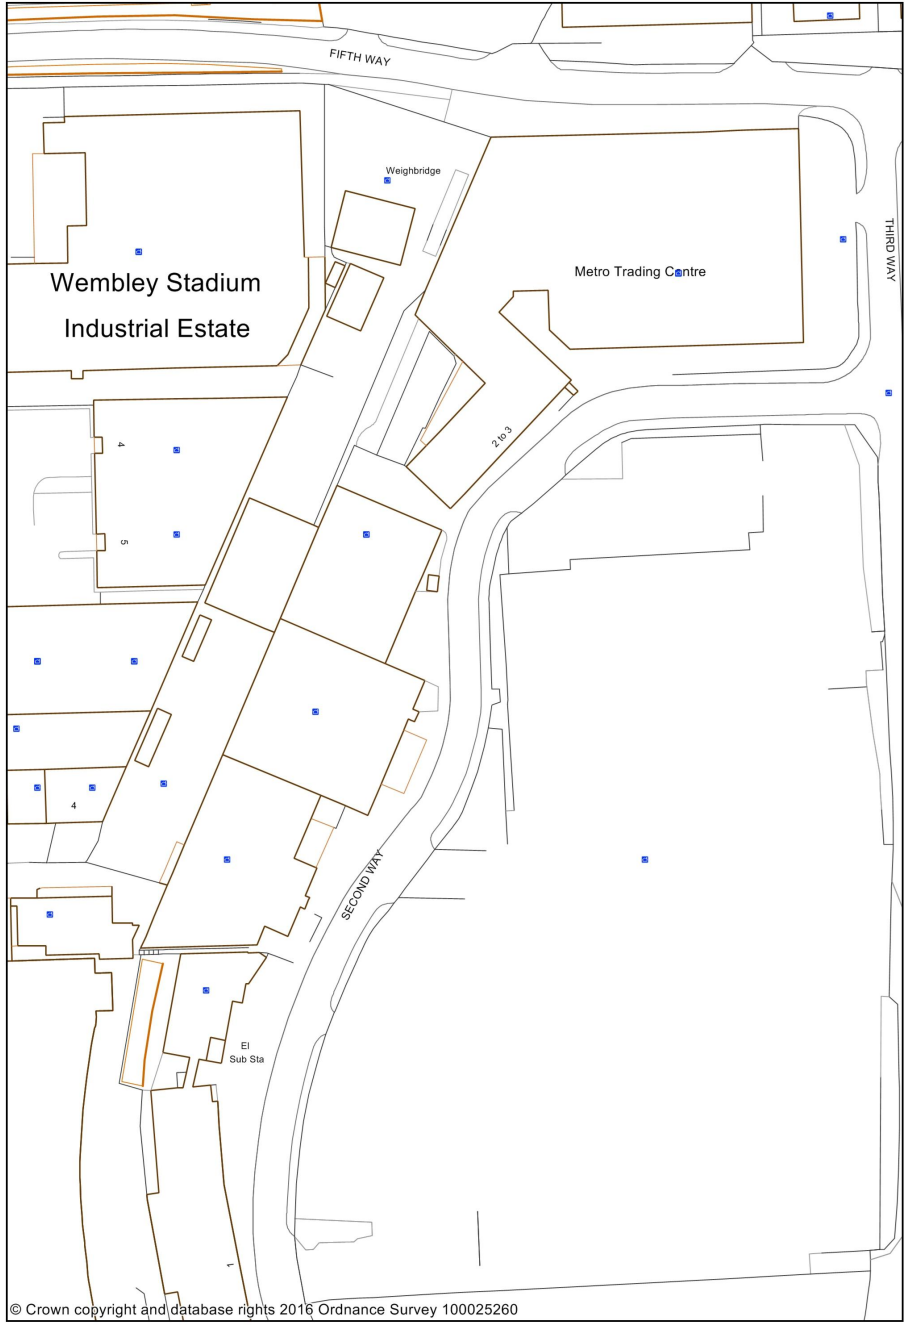 FIFTH WAY
Weighbridge
THIRD WAY
Metro Trading Centre
Wembley Stadium
Industrial Estate
2 to 3
4
5
4
SECOND WAY
El
Sub Sta
1
© Crown copyright and database rights 2016 Ordnance Survey 100025260